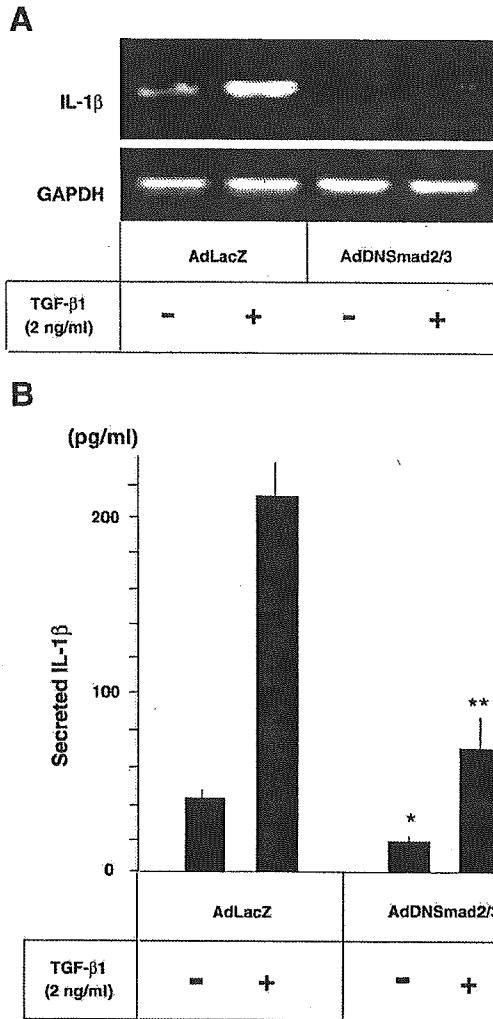 A
IL-1β
GAPDH
AdLacZ AdDNSmad2/3
TGF-β1
(2 ng/ml)
- + - +
B
(pg/ml)
200
100
0
Secreted IL-1β
*
**
AdLacZ AdDNSmad2/3
TGF-β1
(2 ng/ml)
- + - +